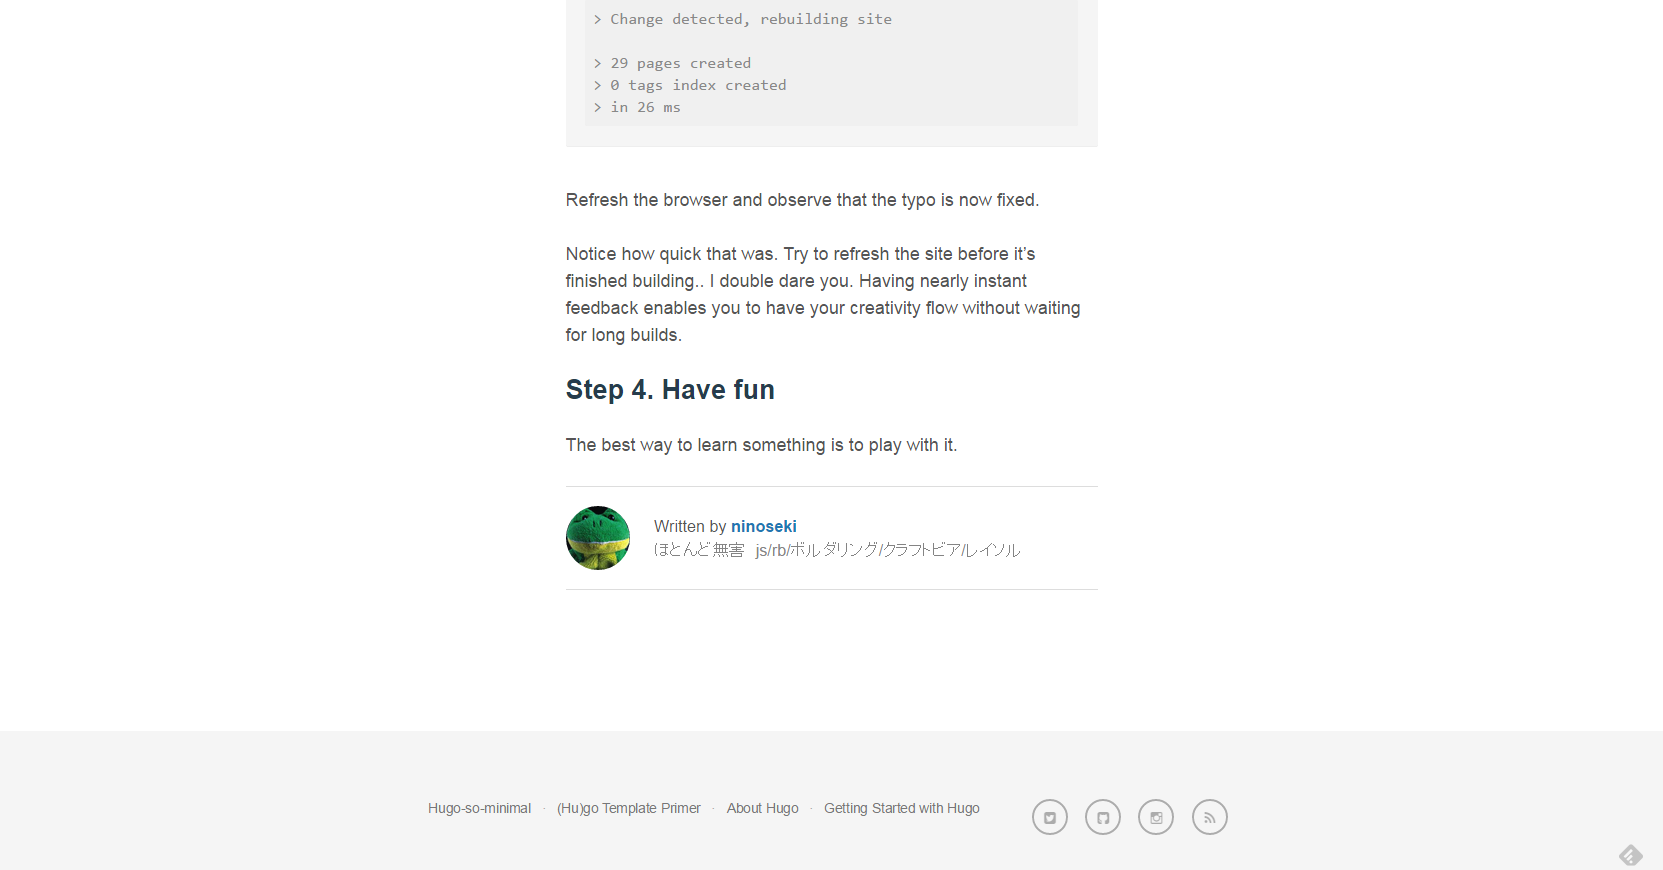 > Change detected, rebuilding site
> 29 pages created
> 0 tags index created
> in 26 ms
Refresh the browser and observe that the typo is now fixed.
Notice how quick that was. Try to refresh the site before it’s
finished building.. I double dare you. Having nearly instant
feedback enables you to have your creativity flow without waiting
for long builds.
Step 4. Have fun
The best way to learn something is to play with it.
Written by ninoseki
ほとんど無害 js/rb/ボルダリング/クラフトビア/レイソル
Hugo-so-minimal · (Hu)go Template Primer · About Hugo · Getting Started with Hugo